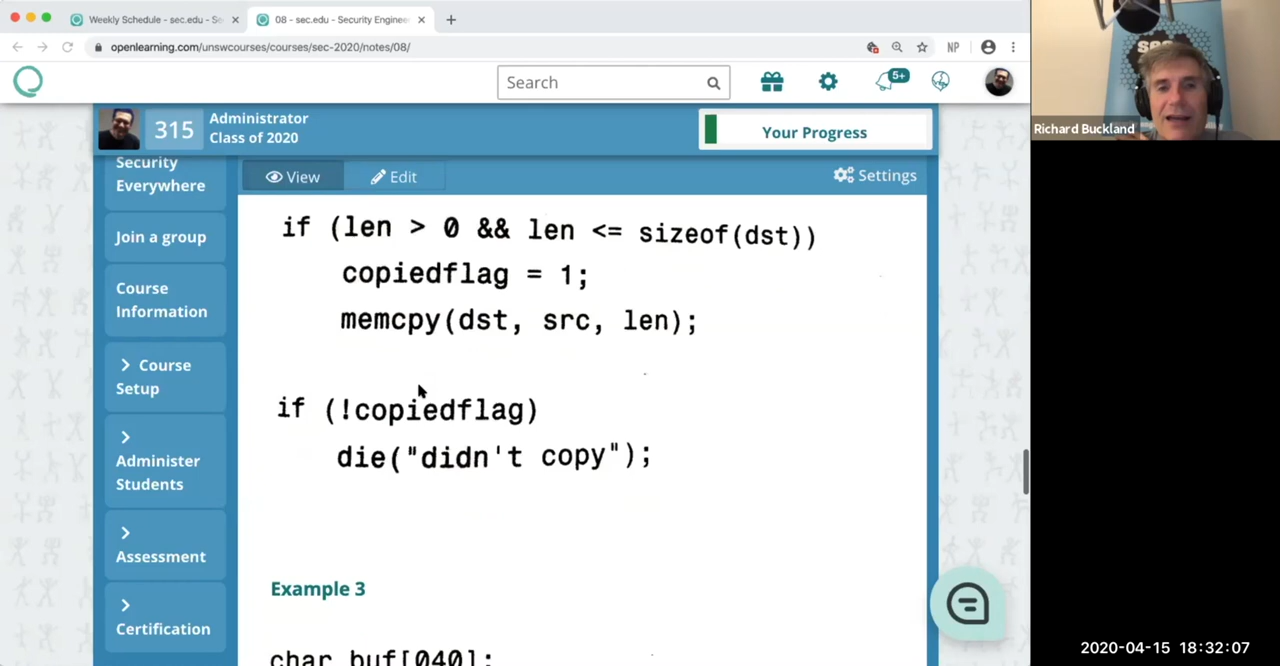 Weekly Schedule - sec.edu - Se
08 - sec.edu - Security Enginee
openlearning.com/unswcourses/courses/sec-2020/notes/08/
NP
Search
5+
sec
Richard Buckland
315
Administrator
Class of 2020
Your Progress
Security
Everywhere
View
Edit
Settings
Join a group
Course
Information
Course
Setup
Administer
Students
Assessment
Certification
if (len > 0 && len <= sizeof(dst))
copiedflag = 1;
memcpy(dst, src, len);
if (!copiedflag)
die("didn't copy");
Example 3
char buf[040];
2020-04-15 18:32:07